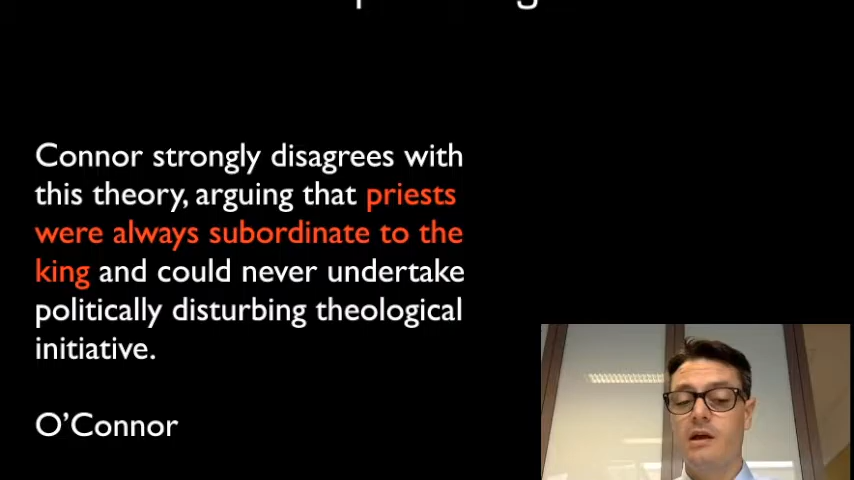 Connor strongly disagrees with
this theory, arguing that priests
were always subordinate to the
king and could never undertake
politically disturbing theological
initiative.
O’Connor